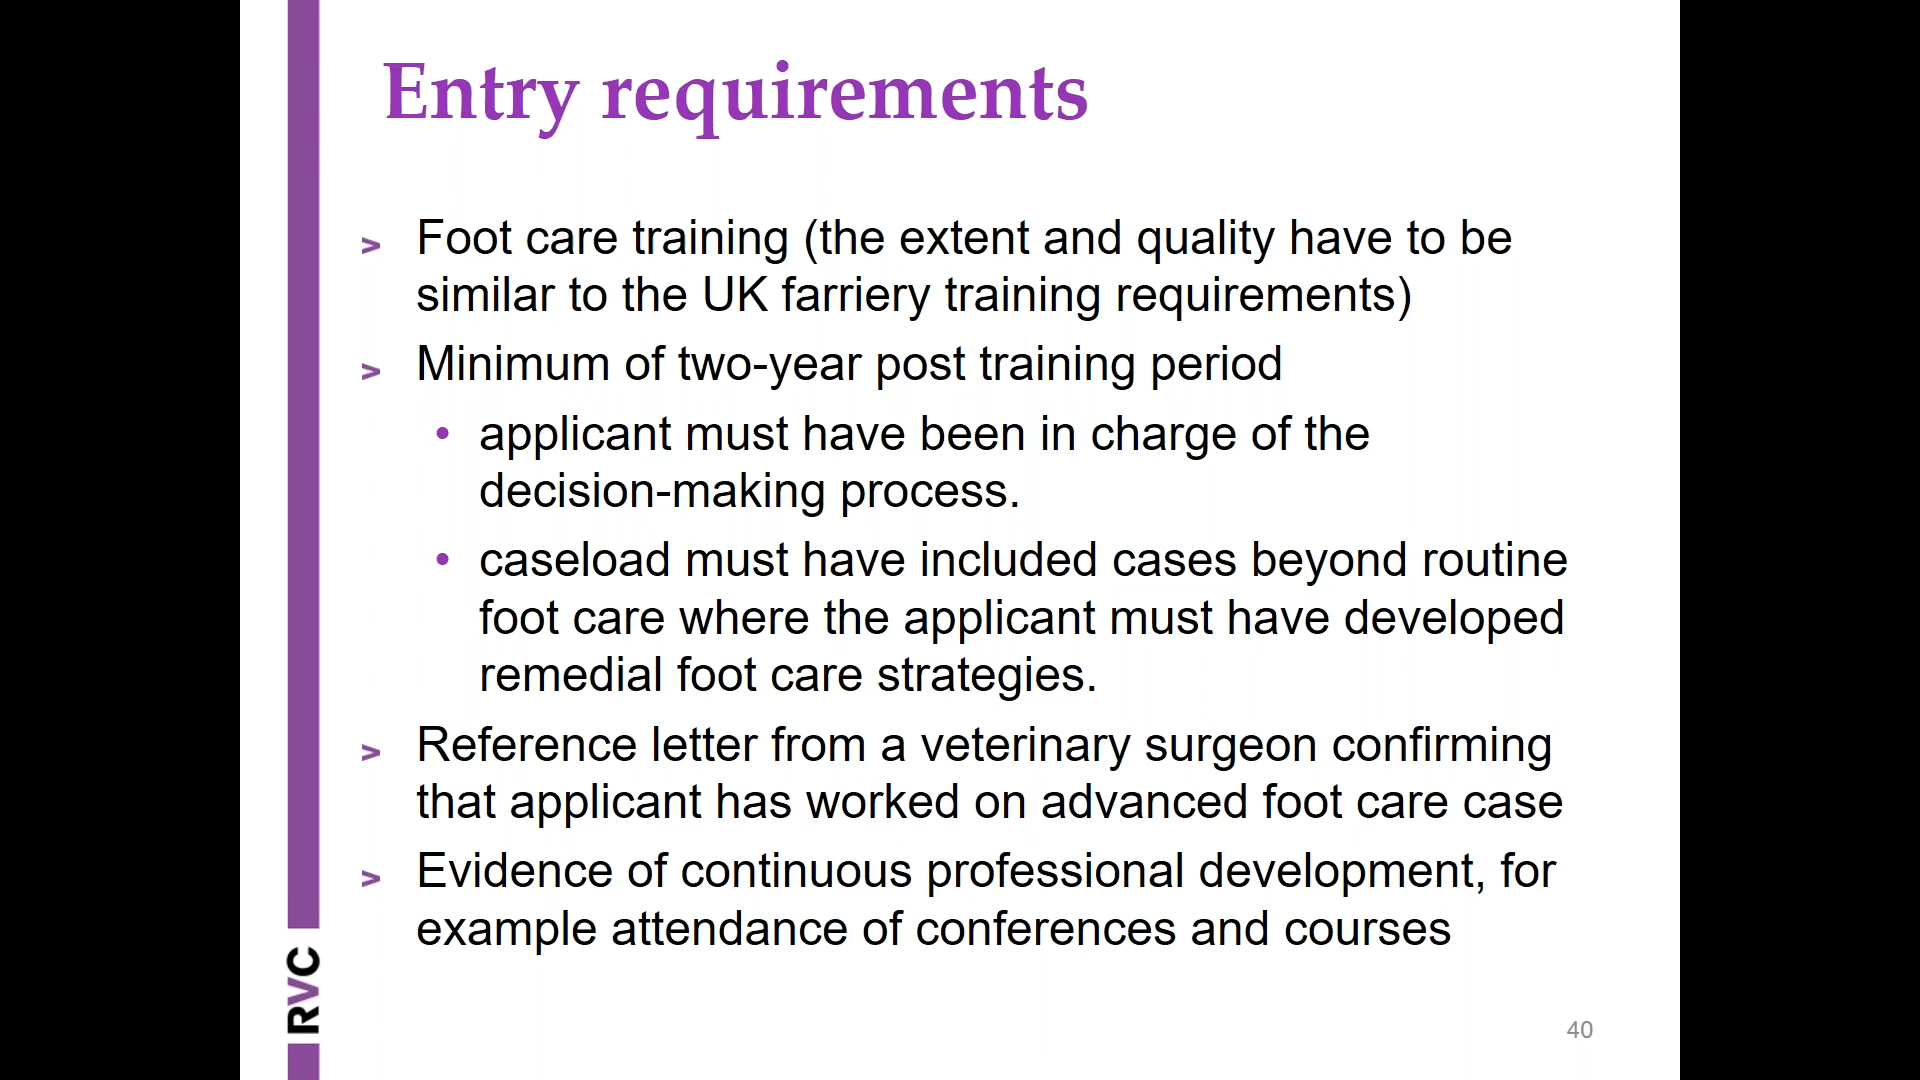 Entry requirements
> Foot care training (the extent and quality have to be
similar to the UK farriery training requirements)
> Minimum of two-year post training period
• applicant must have been in charge of the
decision-making process.
• caseload must have included cases beyond routine
foot care where the applicant must have developed
remedial foot care strategies.
> Reference letter from a veterinary surgeon confirming
that applicant has worked on advanced foot care case
> Evidence of continuous professional development, for
example attendance of conferences and courses
RVC
40